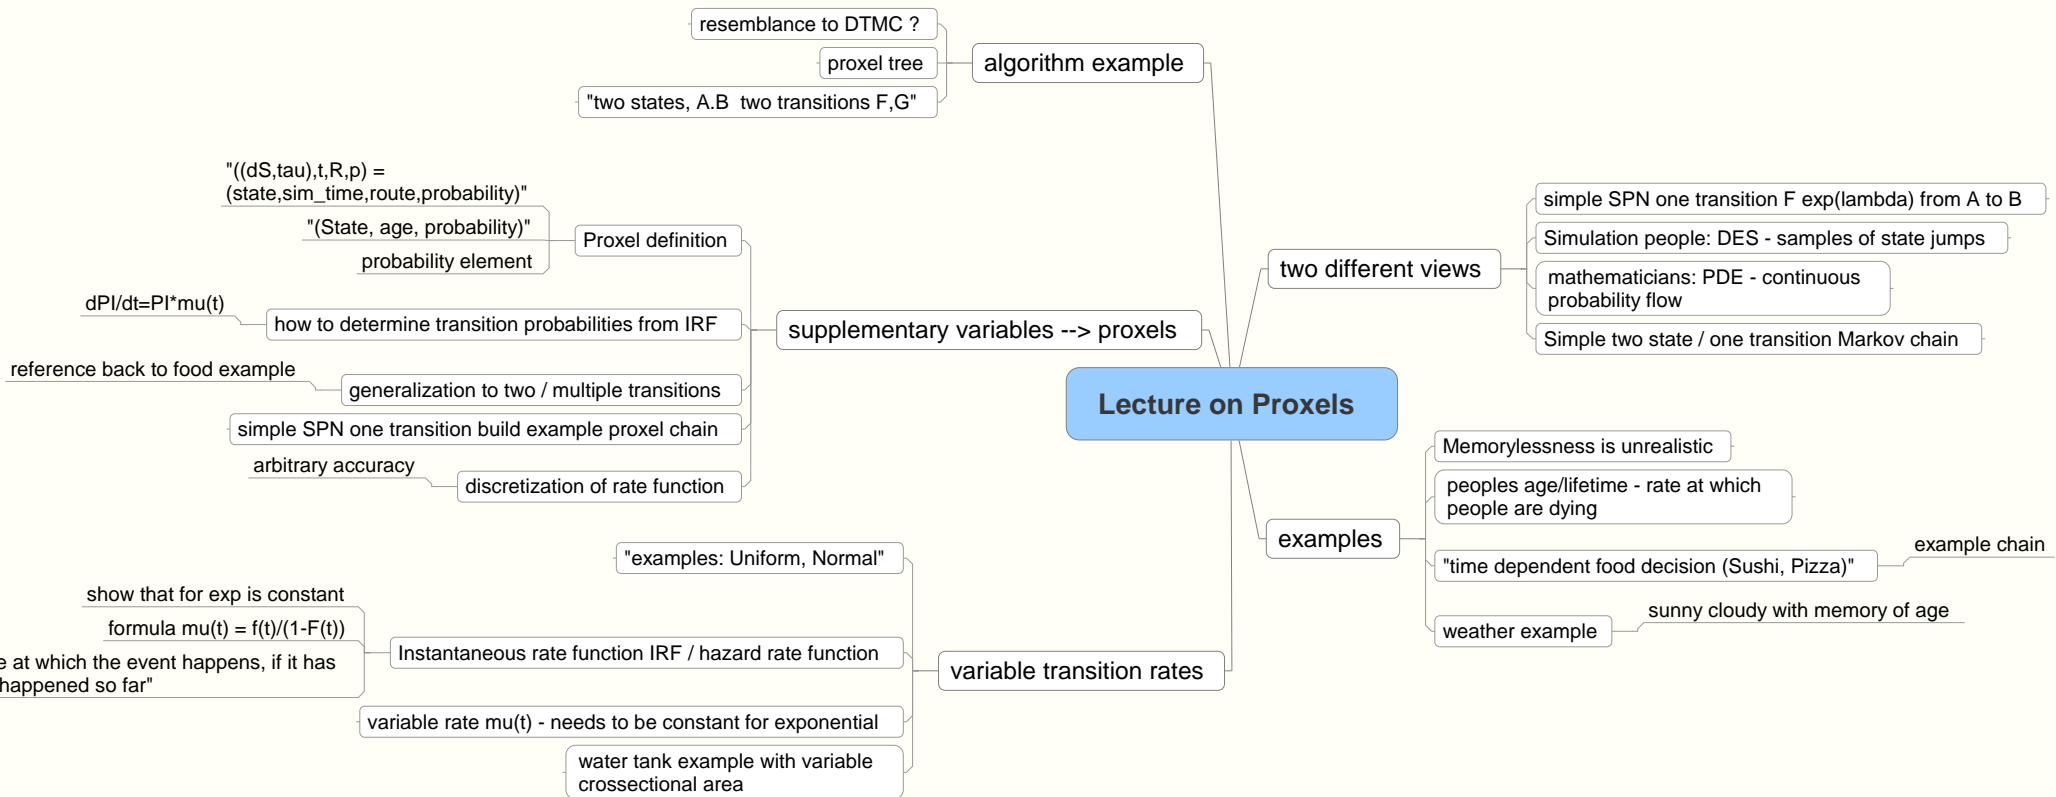 resemblance to DTMC ?
proxel tree
"two states, A.B  two transitions F,G"
algorithm example
"((dS,tau),t,R,p) =
(state,sim_time,route,probability)"
"(State, age, probability)"
probability element
Proxel definition
dPI/dt=PI*mu(t)
how to determine transition probabilities from IRF
reference back to food example
generalization to two / multiple transitions
simple SPN one transition build example proxel chain
arbitrary accuracy
discretization of rate function
supplementary variables --> proxels
two different views
simple SPN one transition F exp(lambda) from A to B
Simulation people: DES - samples of state jumps
mathematicians: PDE - continuous
probability flow
Simple two state / one transition Markov chain
Lecture on Proxels
examples
Memorylessness is unrealistic
peoples age/lifetime - rate at which
people are dying
"time dependent food decision (Sushi, Pizza)"
example chain
weather example
sunny cloudy with memory of age
"examples: Uniform, Normal"
show that for exp is constant
formula mu(t) = f(t)/(1-F(t))
at which the event happens, if it has
happened so far"
Instantaneous rate function IRF / hazard rate function
variable rate mu(t) - needs to be constant for exponential
water tank example with variable
crossectional area
variable transition rates